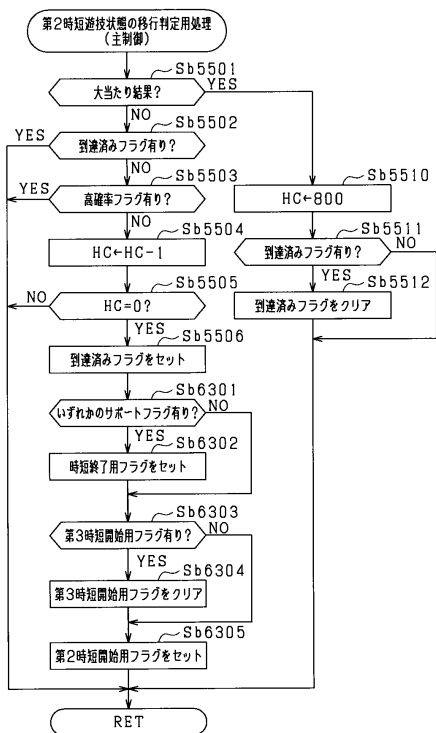 第2時短遊技状態の移行判定用処理
(主制御)
Sb5501
大当たり結果?
YES
NO
Sb5502
YES
到達済みフラグ有り?
NO
Sb5503
YES
高確率フラグ有り?
NO
Sb5504
HC←HC-1
Sb5505
NO
HC=0?
YES
Sb5506
到達済みフラグをセット
Sb6301
いずれかのサポートフラグ有り?
NO
YES
Sb6302
時短終了用フラグをセット
Sb6303
第3時短開始用フラグ有り?
NO
YES
Sb6304
第3時短開始用フラグをクリア
Sb6305
第2時短開始用フラグをセット
Sb5510
HC←800
Sb5511
到達済みフラグ有り?
NO
YES
Sb5512
到達済みフラグをクリア
RET